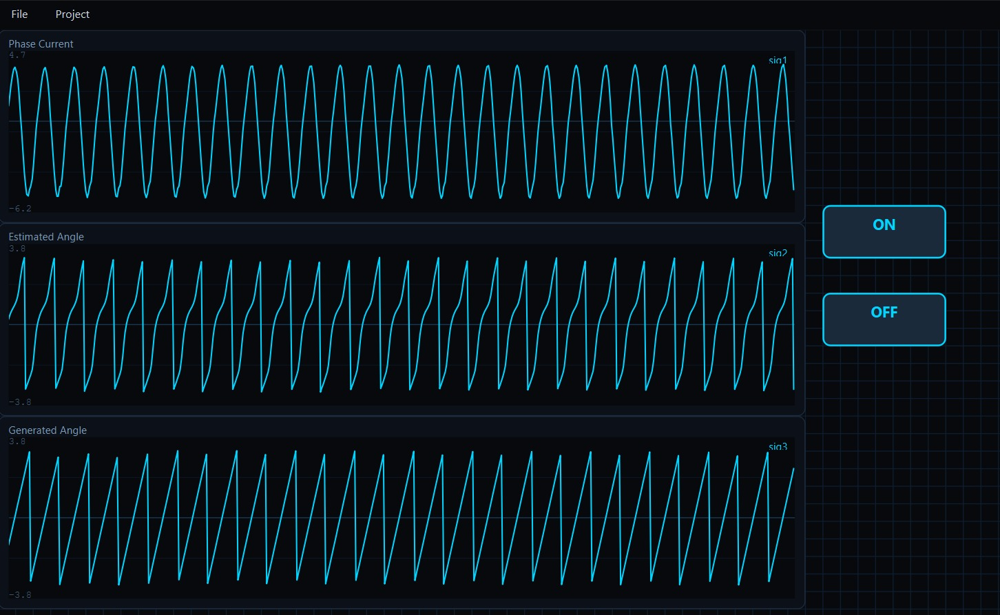 File Project
Phase Current
4.7
sig1
-6.2
Estimated Angle
3.8
sig2
-3.8
Generated Angle
3.8
sig3
-3.8
ON
OFF